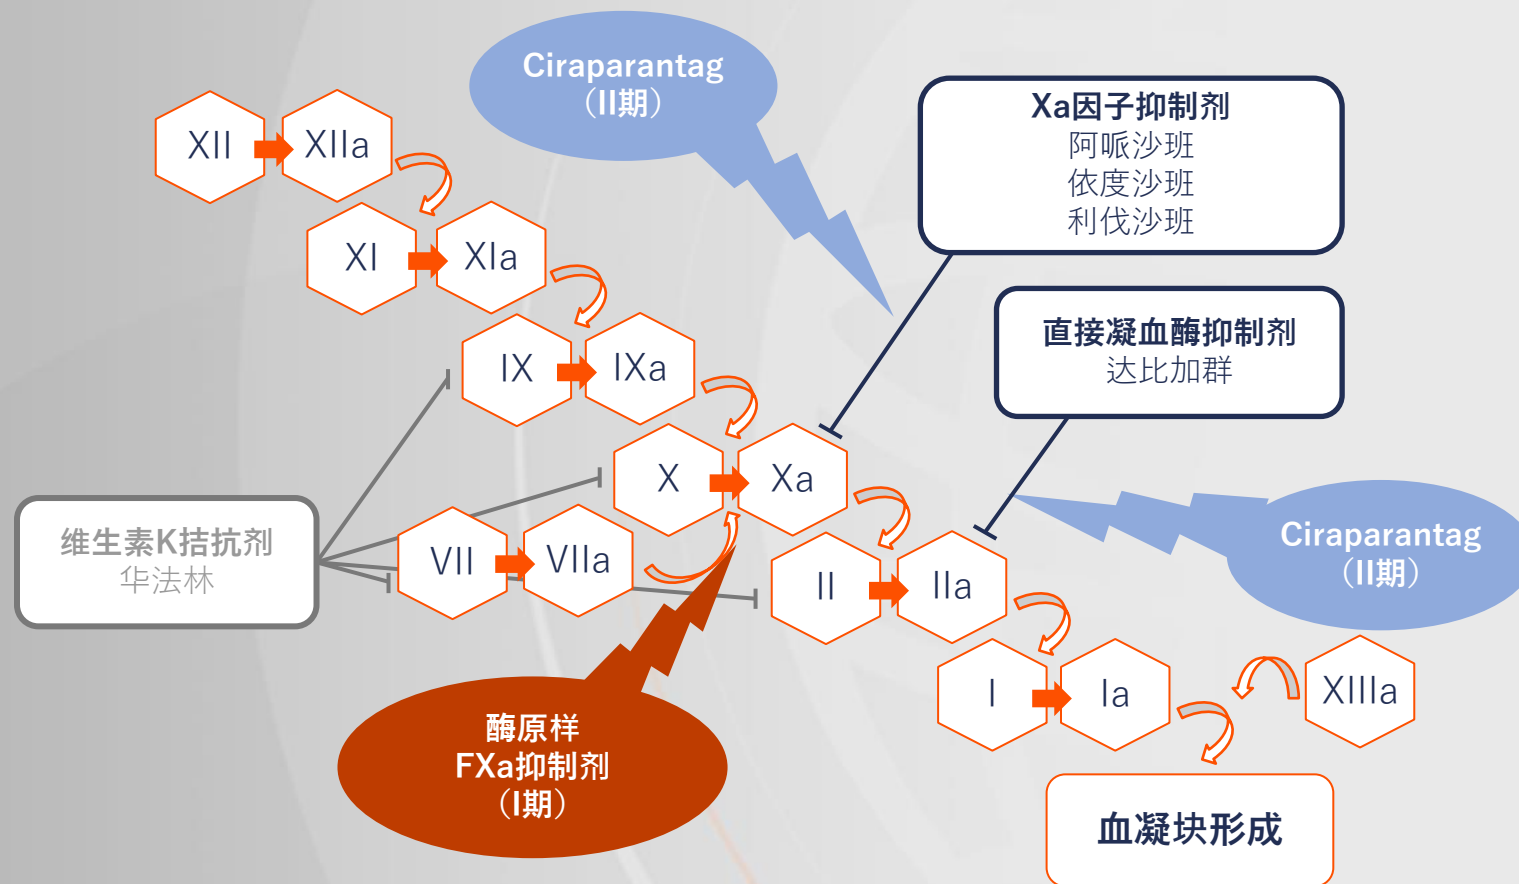 Ciraparantag
（II期）
Xa因子抑制剂
阿哌沙班
依度沙班
利伐沙班
XII
XIIa
XI
XIa
直接凝血酶抑制剂
达比加群
IX
IXa
X
Xa
维生素K拮抗剂
华法林
VII
VIIa
Ciraparantag
（II期）
II
IIa
I
Ia
XIIIa
酶原样
FXa抑制剂
（I期）
血凝块形成